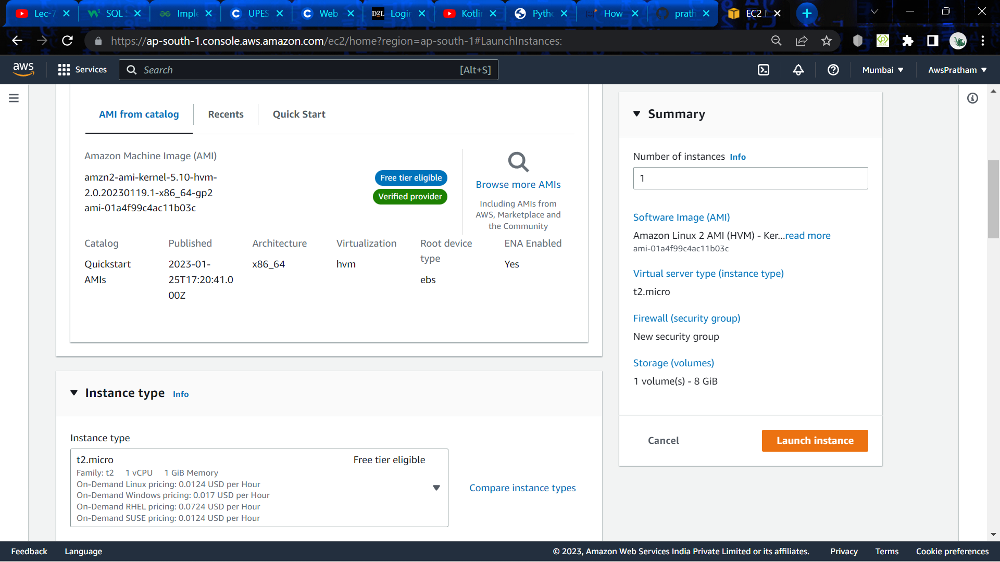 Lec-7
SQL S
Imple
UPES
Web
D2L Login
Kotli
Pytho
How
prath
EC2
https://ap-south-1.console.aws.amazon.com/ec2/home?region=ap-south-1#LaunchInstances:
aws
Services
Search
[Alt+S]
Mumbai
AwsPratham
AMI from catalog
Recents
Quick Start
Amazon Machine Image (AMI)
amzn2-ami-kernel-5.10-hvm-
2.0.20230119.1-x86_64-gp2
ami-01a4f99c4ac11b03c
Free tier eligible
Verified provider
Browse more AMIs
Including AMIs from
AWS, Marketplace and
the Community
Catalog
Quickstart
AMIs
Published
2023-01-
25T17:20:41.0
00Z
Architecture
x86_64
Virtualization
hvm
Root device
type
ebs
ENA Enabled
Yes
Instance type Info
Instance type
t2.micro
Free tier eligible
Family: t2 1 vCPU 1 GiB Memory
On-Demand Linux pricing: 0.0124 USD per Hour
On-Demand Windows pricing: 0.017 USD per Hour
On-Demand RHEL pricing: 0.0724 USD per Hour
On-Demand SUSE pricing: 0.0124 USD per Hour
Compare instance types
Summary
Number of instances Info
1
Software Image (AMI)
Amazon Linux 2 AMI (HVM) - Ker...read more
ami-01a4f99c4ac11b03c
Virtual server type (instance type)
t2.micro
Firewall (security group)
New security group
Storage (volumes)
1 volume(s) - 8 GiB
Cancel
Launch instance
Feedback
Language
© 2023, Amazon Web Services India Private Limited or its affiliates.
Privacy
Terms
Cookie preferences